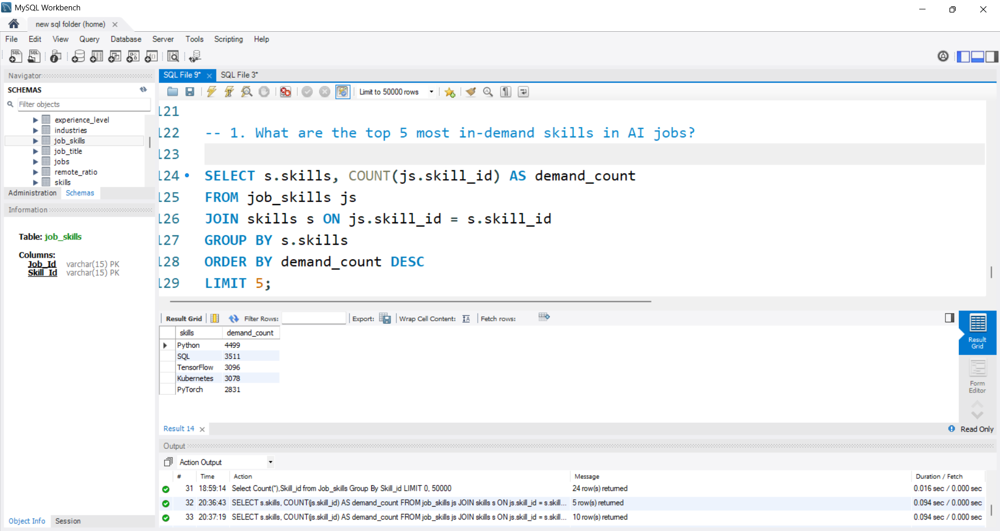 MySQL Workbench
new sql folder (home)
File Edit View Query Database Server Tools Scripting Help
Navigator
SCHEMAS
Filter objects
experience_level
industries
job_skills
job_title
jobs
remote_ratio
skills
Administration Schemas
Information
Table: job_skills
Columns:
Job_Id varchar(15) PK
Skill_Id varchar(15) PK
Object Info Session
SQL File 9* SQL File 3*
Limit to 50000 rows
121
122 -- 1. What are the top 5 most in-demand skills in AI jobs?
123
124 SELECT s.skills, COUNT(js.skill_id) AS demand_count
125 FROM job_skills js
126 JOIN skills s ON js.skill_id = s.skill_id
127 GROUP BY s.skills
128 ORDER BY demand_count DESC
129 LIMIT 5;
Result Grid Filter Rows: Export: Wrap Cell Content: Fetch rows:
skills demand_count
Python 4499
SQL 3511
TensorFlow 3096
Kubernetes 3078
PyTorch 2831
Result
Grid
Form
Editor
Result 14 Read Only
Output
Action Output
# Time Action Message Duration / Fetch
31 18:59:14 Select Count(*),Skill_id from Job_skills Group By Skill_id LIMIT 0, 50000 24 row(s) returned 0.016 sec / 0.000 sec
32 20:36:43 SELECT s.skills, COUNT(js.skill_id) AS demand_count FROM job_skills js JOIN skills s ON js.skill_id = s.skill... 5 row(s) returned 0.094 sec / 0.000 sec
33 20:37:19 SELECT s.skills, COUNT(js.skill_id) AS demand_count FROM job_skills js JOIN skills s ON js.skill_id = s.skill... 10 row(s) returned 0.094 sec / 0.000 sec